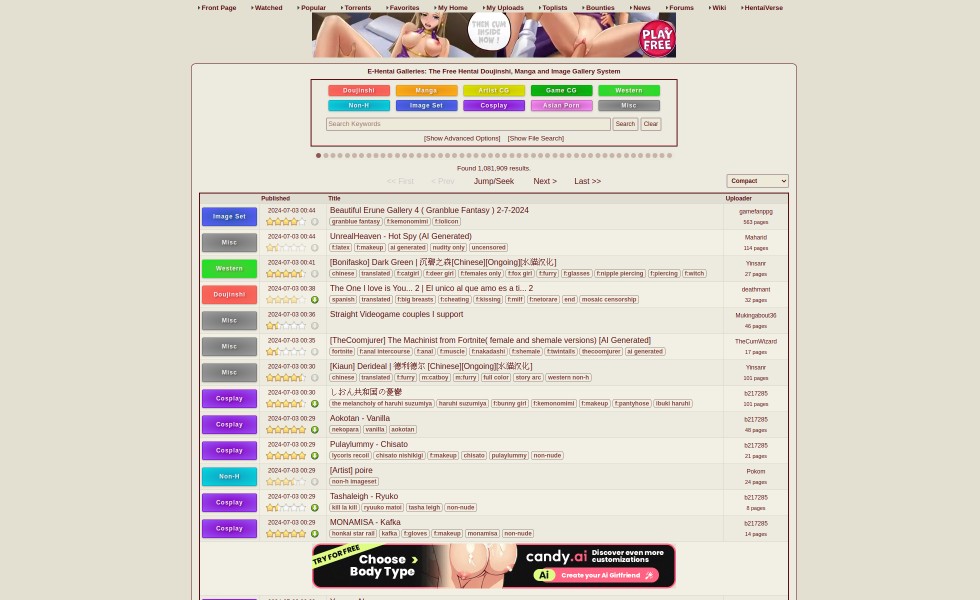 Front Page Watched Popular Torrents Favorites My Home My Uploads Toplists Bounties News Forums Wiki HentaiVerse
THEN CUM INSIDE NOW !
PLAY FREE
E-Hentai Galleries: The Free Hentai Doujinshi, Manga and Image Gallery System
Doujinshi Manga Artist CG Game CG Western
Non-H Image Set Cosplay Asian Porn Misc
Search Keywords Search Clear
[Show Advanced Options] [Show File Search]
Found 1,081,909 results.
<< First < Prev Jump/Seek Next > Last >> Compact
Published Title Uploader
Image Set 2024-07-03 00:44 Beautiful Erune Gallery 4 ( Granblue Fantasy ) 2-7-2024 gamefanppg
granblue fantasy f:kemonomimi f:lolicon 563 pages
Misc 2024-07-03 00:44 UnrealHeaven - Hot Spy (AI Generated) Maharid
f:latex f:makeup ai generated nudity only uncensored 114 pages
Western 2024-07-03 00:41 [Bonifasko] Dark Green | 沉碧之森[Chinese][Ongoing][氷猫汉化] Yinsanr
chinese translated f:catgirl f:deer girl f:females only f:fox girl f:furry f:glasses f:nipple piercing f:piercing f:witch 27 pages
Doujinshi 2024-07-03 00:38 The One I love is You... 2 | El unico al que amo es a ti... 2 deathmant
spanish translated f:big breasts f:cheating f:kissing f:milf f:netorare end mosaic censorship 32 pages
Misc 2024-07-03 00:36 Straight Videogame couples I support Mukingabout36
46 pages
Misc 2024-07-03 00:35 [TheCoomjurer] The Machinist from Fortnite( female and shemale versions) [AI Generated] TheCumWizard
fortnite f:anal intercourse f:anal f:muscle f:nakadashi f:shemale f:twintails thecoomjurer ai generated 17 pages
Misc 2024-07-03 00:30 [Kiaun] Derideal | 德利德尔 [Chinese][Ongoing][氷猫汉化] Yinsanr
chinese translated f:furry m:catboy m:furry full color story arc western non-h 101 pages
Cosplay 2024-07-03 00:30 しおん共和国の憂鬱 b217285
the melancholy of haruhi suzumiya haruhi suzumiya f:bunny girl f:kemonomimi f:makeup f:pantyhose ibuki haruhi 101 pages
Cosplay 2024-07-03 00:29 Aokotan - Vanilla b217285
nekopara vanilla aokotan 48 pages
Cosplay 2024-07-03 00:29 Pulaylummy - Chisato b217285
lycoris recoil chisato nishikigi f:makeup chisato pulaylummy non-nude 21 pages
Non-H 2024-07-03 00:29 [Artist] poire Pokom
non-h imageset 24 pages
Cosplay 2024-07-03 00:29 Tashaleigh - Ryuko b217285
kill la kill ryuuko matoi tasha leigh non-nude 8 pages
Cosplay 2024-07-03 00:29 MONAMISA - Kafka b217285
honkai star rail kafka f:gloves f:makeup monamisa non-nude 14 pages
TRY FOR FREE Choose > Body Type candy.ai Discover even more customizations
Ai Create your AI Girlfriend